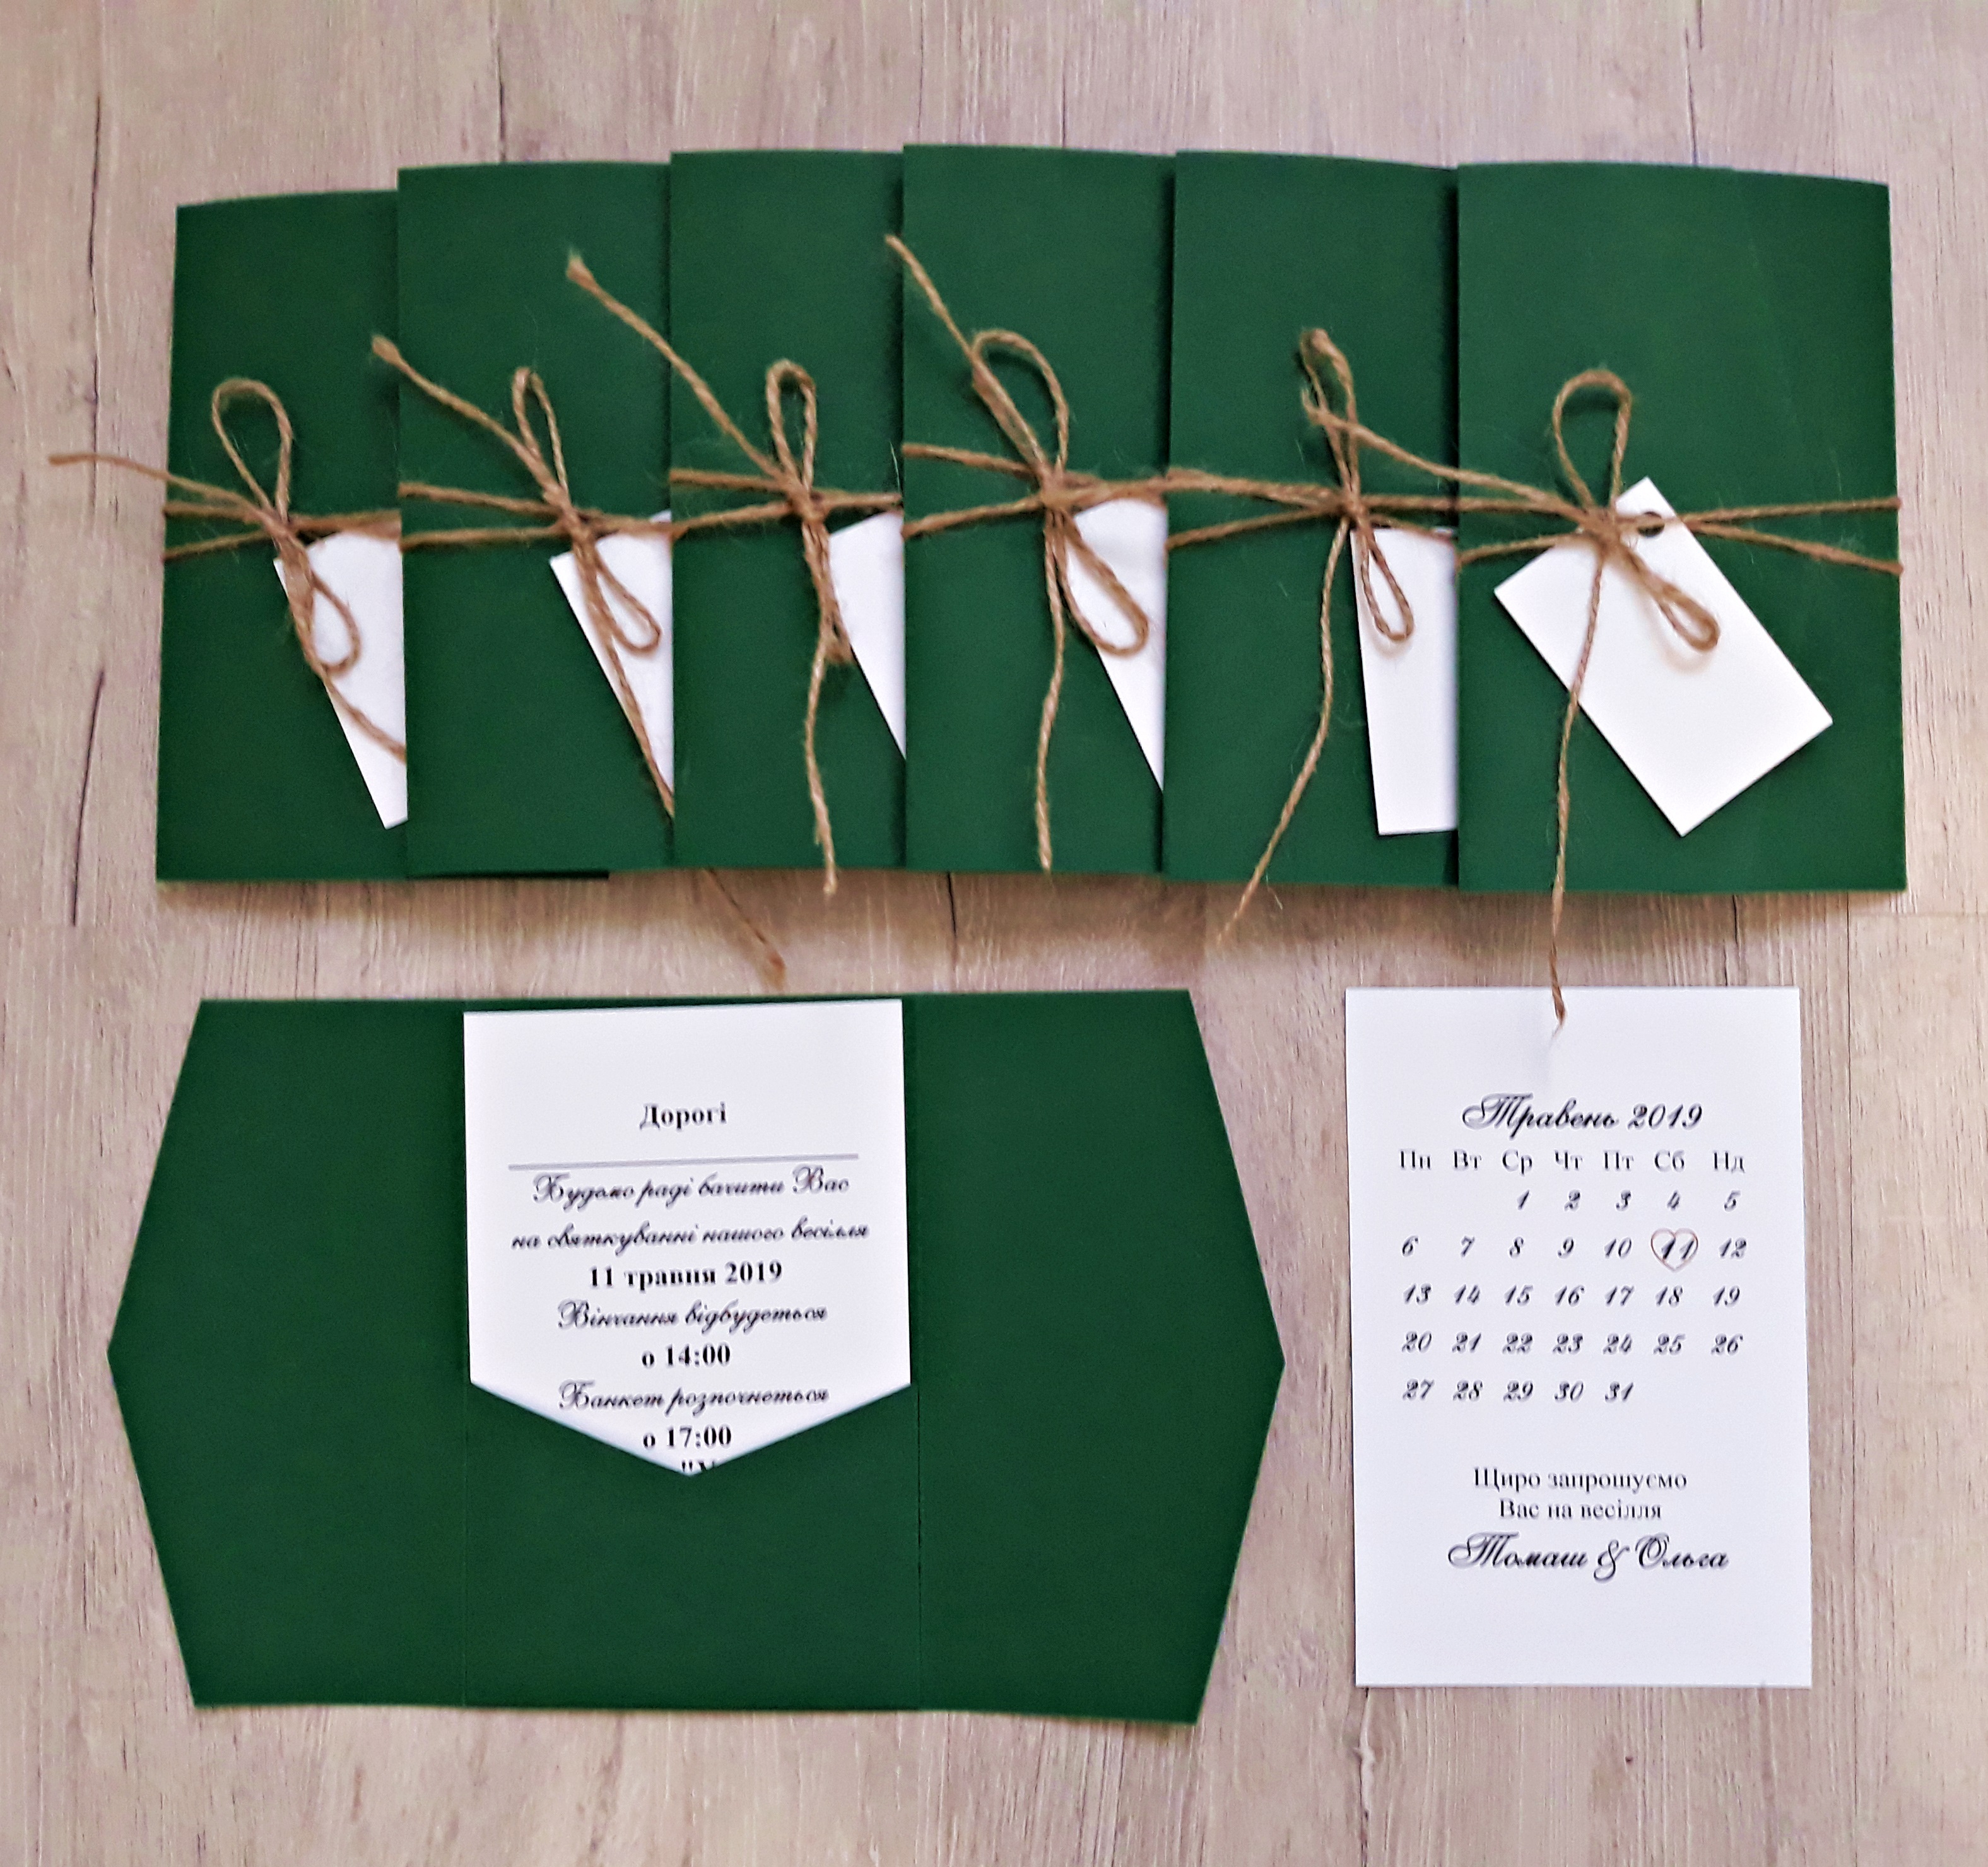 Дорогі
Будемо раді бачити Вас
на святкуванні нашого весілля
11 травня 2019
Вінчання відбудеться
о 14:00
Банкет розпочнеться
о 17:00
Травень 2019
Пн Вт Ср Чт Пт Сб Нд
1 2 3 4 5
6 7 8 9 10 11 12
13 14 15 16 17 18 19
20 21 22 23 24 25 26
27 28 29 30 31
Щиро запрошуємо
Вас на весілля
Томаш & Ольга